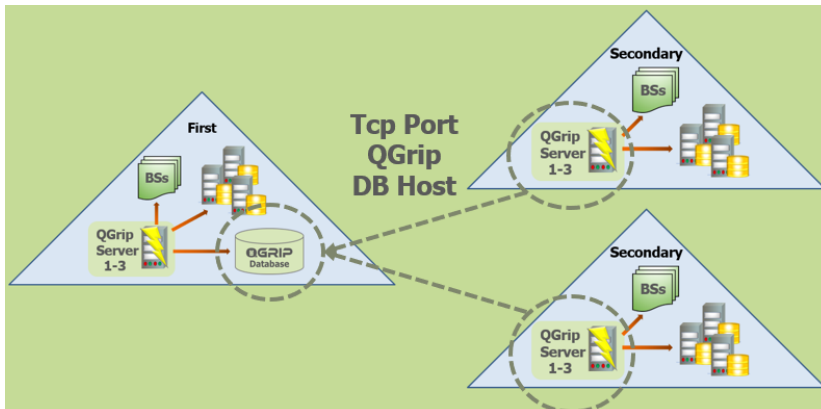 First
BSs
QGrip
Server
1-3
QGRIP
Database
Tcp Port
QGrip
DB Host
Secondary
BSs
QGrip
Server
1-3
Secondary
BSs
QGrip
Server
1-3